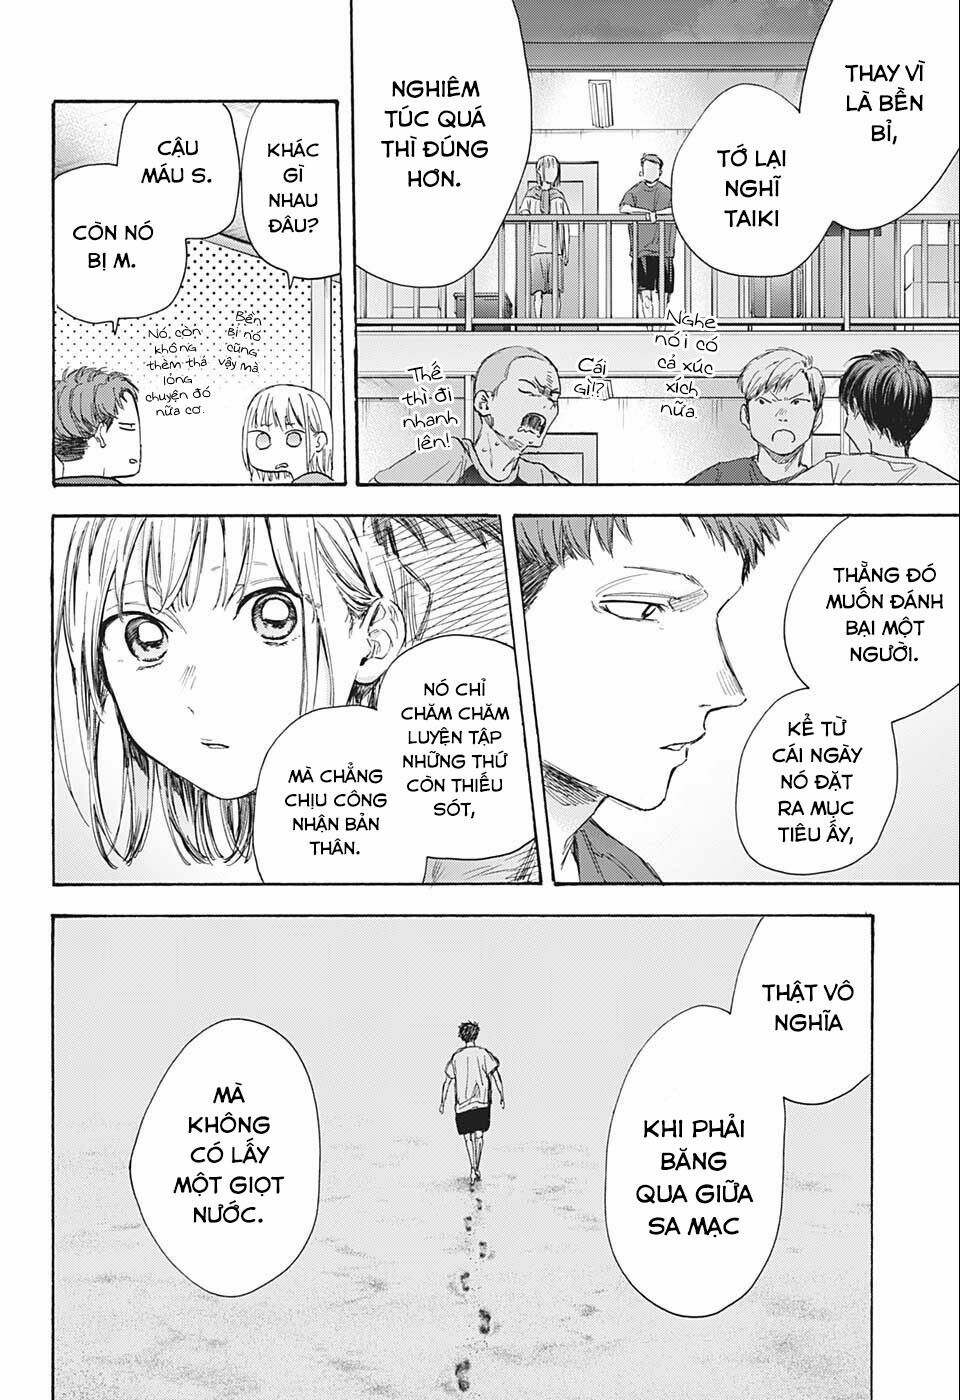 THAY VÌ
LÀ BỀN
BỈ,
TỚ LẠI
NGHĨ
TAIKI
NGHIÊM
TÚC QUÁ
THÌ ĐÚNG
HƠN.
Nghe
nói có
cả xúc
xích
nữa.
Cái
gì!?
Thế
thì đi
nhanh
lên!
KHÁC
GÌ
NHAU
ĐÂU?
CẬU
MÁU S.
CÒN NÓ
BỊ M.
Bền
Bỉ nó
cũng
vậy mà
Nó còn
không
thèm thả
lỏng
chuyện đó
nữa cơ.
THẰNG ĐÓ
MUỐN ĐÁNH
BẠI MỘT
NGƯỜI.
KỂ TỪ
CÁI NGÀY
NÓ ĐẶT
RA MỤC
TIÊU ẤY,
NÓ CHỈ
CHĂM CHĂM
LUYỆN TẬP
NHỮNG THỨ
CÒN THIẾU
SÓT,
MÀ CHẲNG
CHỊU CÔNG
NHẬN BẢN
THÂN.
THẬT VÔ
NGHĨA
KHI PHẢI
BĂNG
QUA GIỮA
SA MẠC
MÀ
KHÔNG
CÓ LẤY
MỘT GIỌT
NƯỚC.